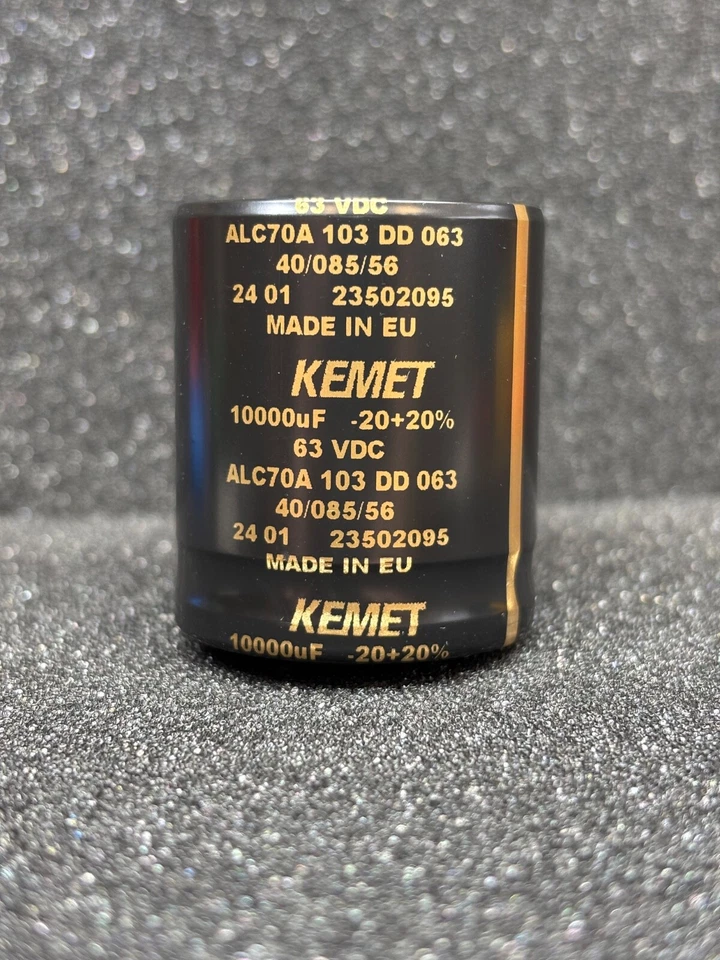 63 VDC
ALC70A 103 DD 063
40/085/56
24 01 23502095
MADE IN EU
KEMET
10000uF -20+20%
63 VDC
ALC70A 103 DD 063
40/085/56
24 01 23502095
MADE IN EU
KEMET
10000uF -20+20%